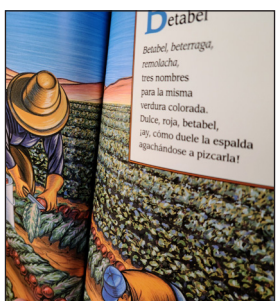 Betabel
Betabel, beterraga,
remolacha,
tres nombres
para la misma
verdura colorada.
Dulce, roja, betabel,
¡ay, cómo duele la espalda
agachándose a pizcarla!